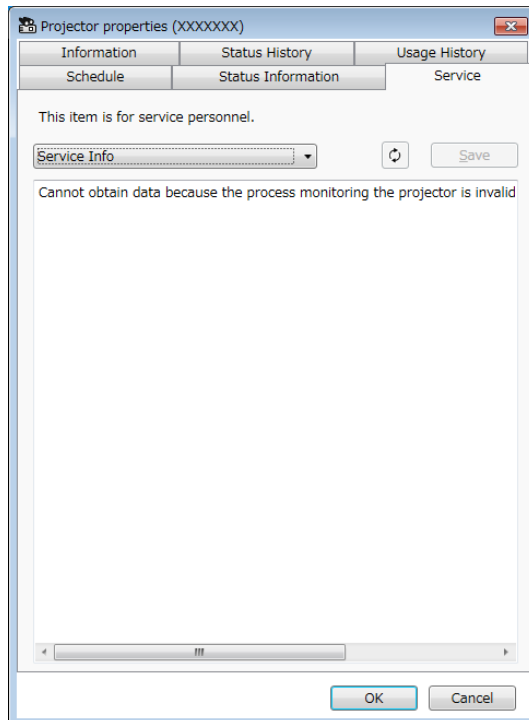 Projector properties (XXXXXXX)
Information Status History Usage History
Schedule Status Information Service
This item is for service personnel.
Service Info Save
Cannot obtain data because the process monitoring the projector is invalid
OK Cancel